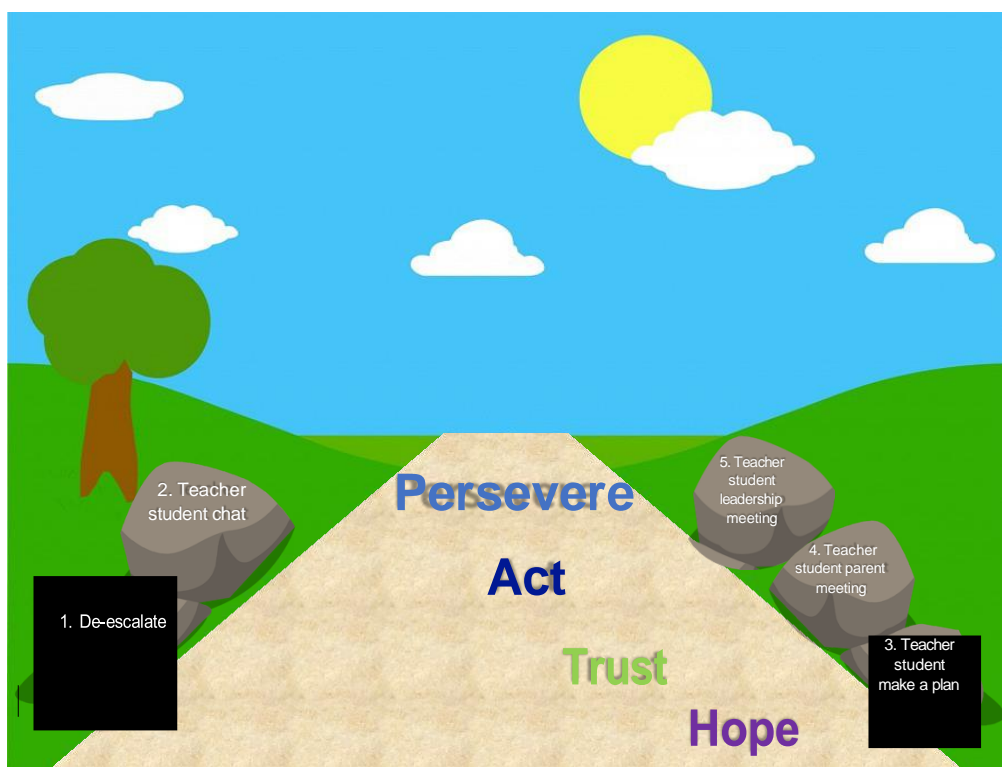 Persevere
Act
Trust
Hope
1. De-escalate
2. Teacher
student chat
3. Teacher
student
make a plan
4. Teacher
student parent
meeting
5. Teacher
student
leadership
meeting